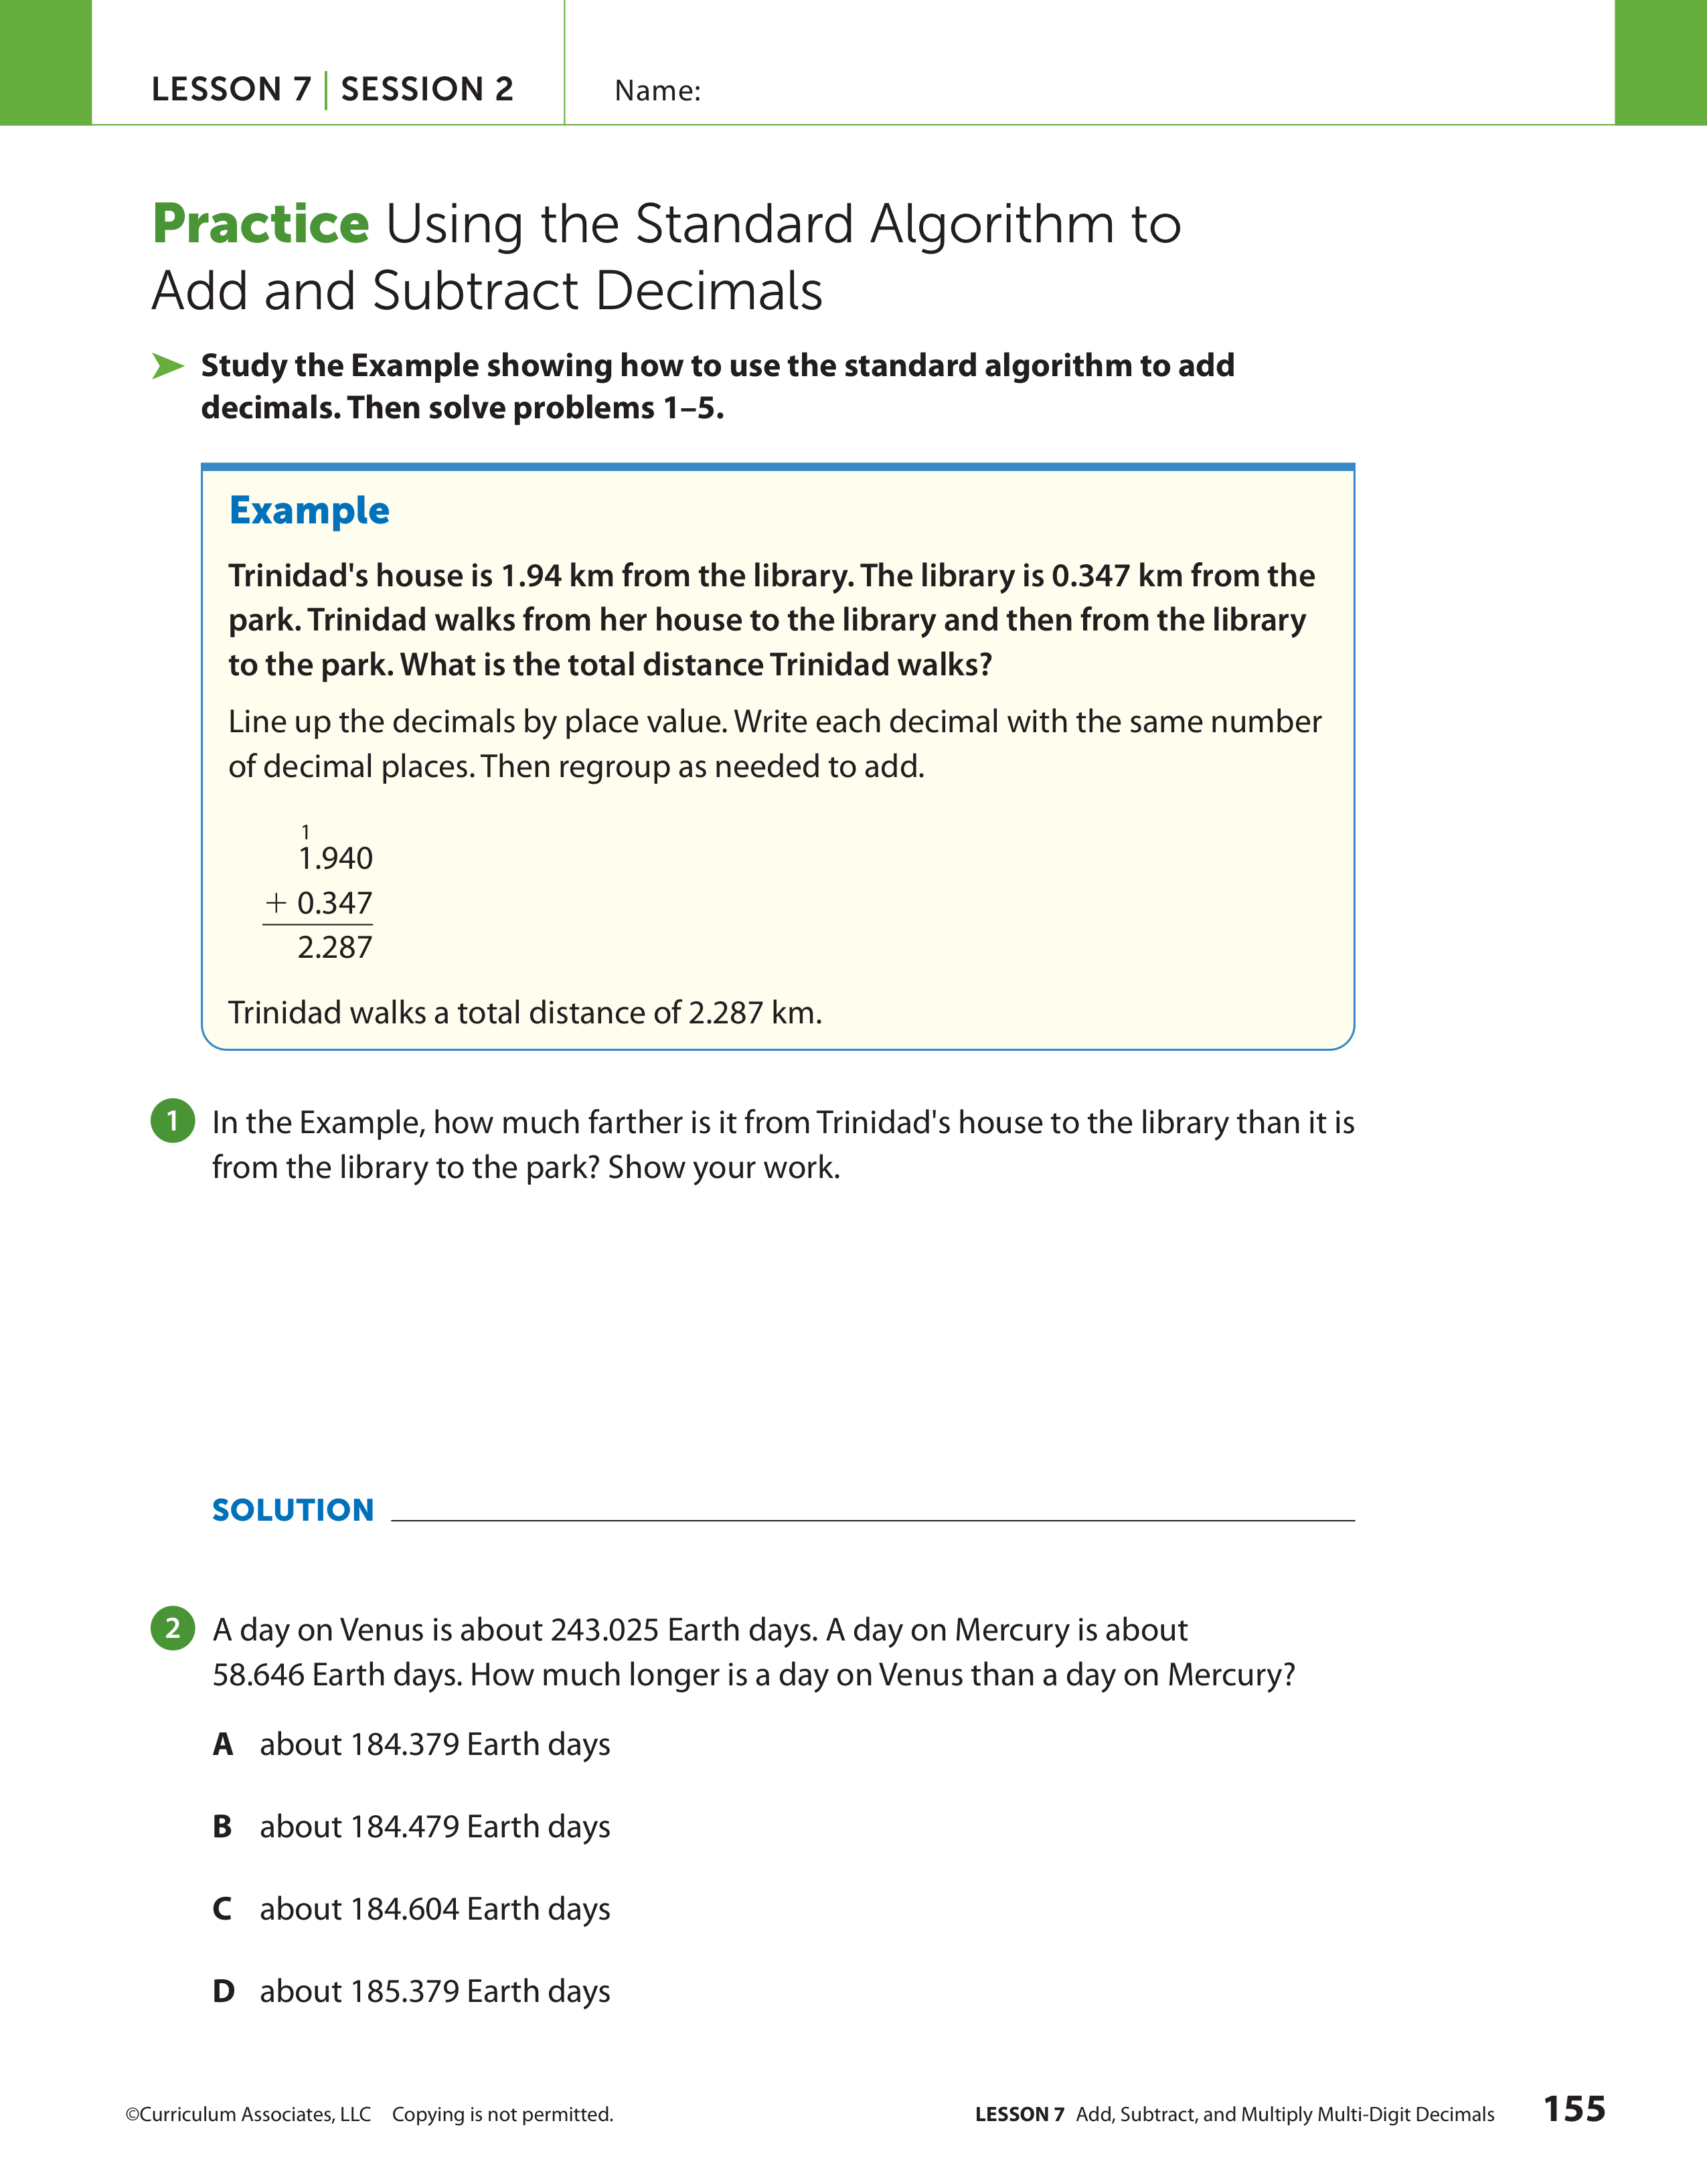 LESSON 7 | SESSION 2
Name:
Practice Using the Standard Algorithm to
Add and Subtract Decimals
Study the Example showing how to use the standard algorithm to add
decimals. Then solve problems 1–5.
Example
Trinidad's house is 1.94 km from the library. The library is 0.347 km from the
park. Trinidad walks from her house to the library and then from the library
to the park. What is the total distance Trinidad walks?
Line up the decimals by place value. Write each decimal with the same number
of decimal places. Then regroup as needed to add.
1
1.940
+ 0.347
2.287
Trinidad walks a total distance of 2.287 km.
1 In the Example, how much farther is it from Trinidad's house to the library than it is
from the library to the park? Show your work.
SOLUTION
2 A day on Venus is about 243.025 Earth days. A day on Mercury is about
58.646 Earth days. How much longer is a day on Venus than a day on Mercury?
A about 184.379 Earth days
B about 184.479 Earth days
C about 184.604 Earth days
D about 185.379 Earth days
©Curriculum Associates, LLC Copying is not permitted.
LESSON 7 Add, Subtract, and Multiply Multi-Digit Decimals 155